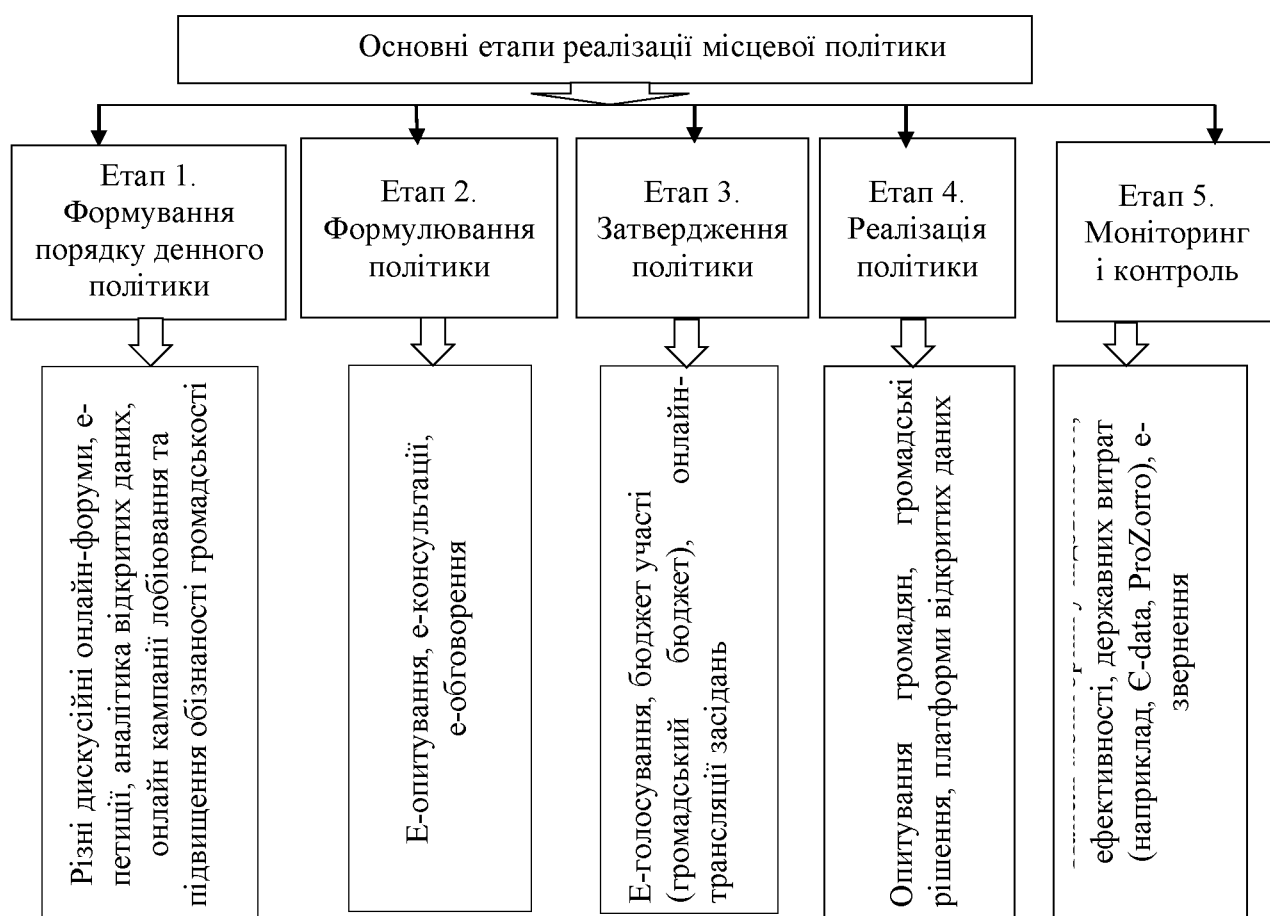 Основні етапи реалізації місцевої політики
Етап 1.
Формування
порядку денного
політики
Етап 2.
Формулювання
політики
Етап 3.
Затвердження
політики
Етап 4.
Реалізація
політики
Етап 5.
Моніторинг
і контроль
Різні дискусійні онлайн-форуми, е-
петиції, аналітика відкритих даних,
онлайн кампанії лобіювання та
підвищення обізнаності громадськості
Е-опитування, е-консультації,
е-обговорення
Е-голосування, бюджет участі
(громадський бюджет), онлайн-
трансляції засідань
Опитування громадян, громадські
рішення, платформи відкритих даних
ефективності, державних витрат
(наприклад, Є-data, ProZorro), е-
звернення